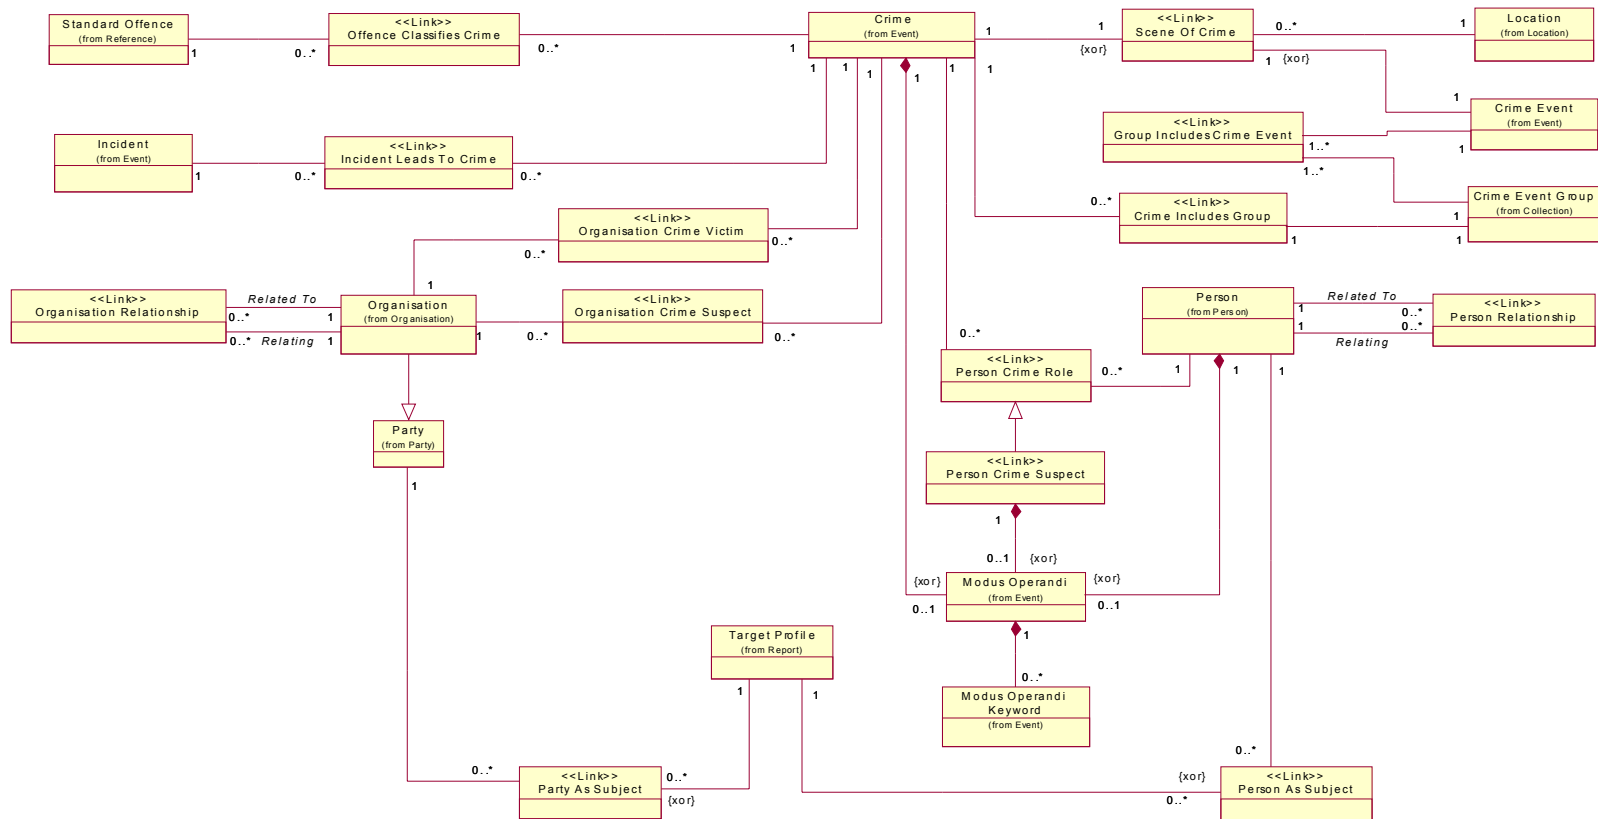 Standard Offence
(from Reference)
1
0..*
<<Link>>
Offence Classifies Crime
0..*
Crime
(from Event)
1
1
1
1
1
1
1
1
1
{xor}
<<Link>>
Scene Of Crime
0..*
1
Location
(from Location)
1
{xor}
1
Crime Event
(from Event)
1
<<Link>>
Group Includes Crime Event
1..*
1..*
Incident
(from Event)
1
0..*
<<Link>>
Incident Leads To Crime
0..*
Crime Event Group
(from Collection)
1
1
0..*
<<Link>>
Crime Includes Group
1
<<Link>>
Organisation Crime Victim
0..*
0..*
1
<<Link>>
Organisation Relationship
Related To
0..*
1
0..*
Relating
1
Organisation
(from Organisation)
1
0..*
<<Link>>
Organisation Crime Suspect
0..*
Person
(from Person)
1
Related To
0..*
1
0..*
Relating
<<Link>>
Person Relationship
0..*
<<Link>>
Person Crime Role
0..*
1
1
1
Party
(from Party)
1
<<Link>>
Person Crime Suspect
1
0..1
{xor}
{xor}
0..1
Modus Operandi
(from Event)
{xor}
0..1
1
0..*
Modus Operandi
Keyword
(from Event)
Target Profile
(from Report)
1
1
0..*
<<Link>>
Party As Subject
0..*
{xor}
{xor}
0..*
0..*
<<Link>>
Person As Subject